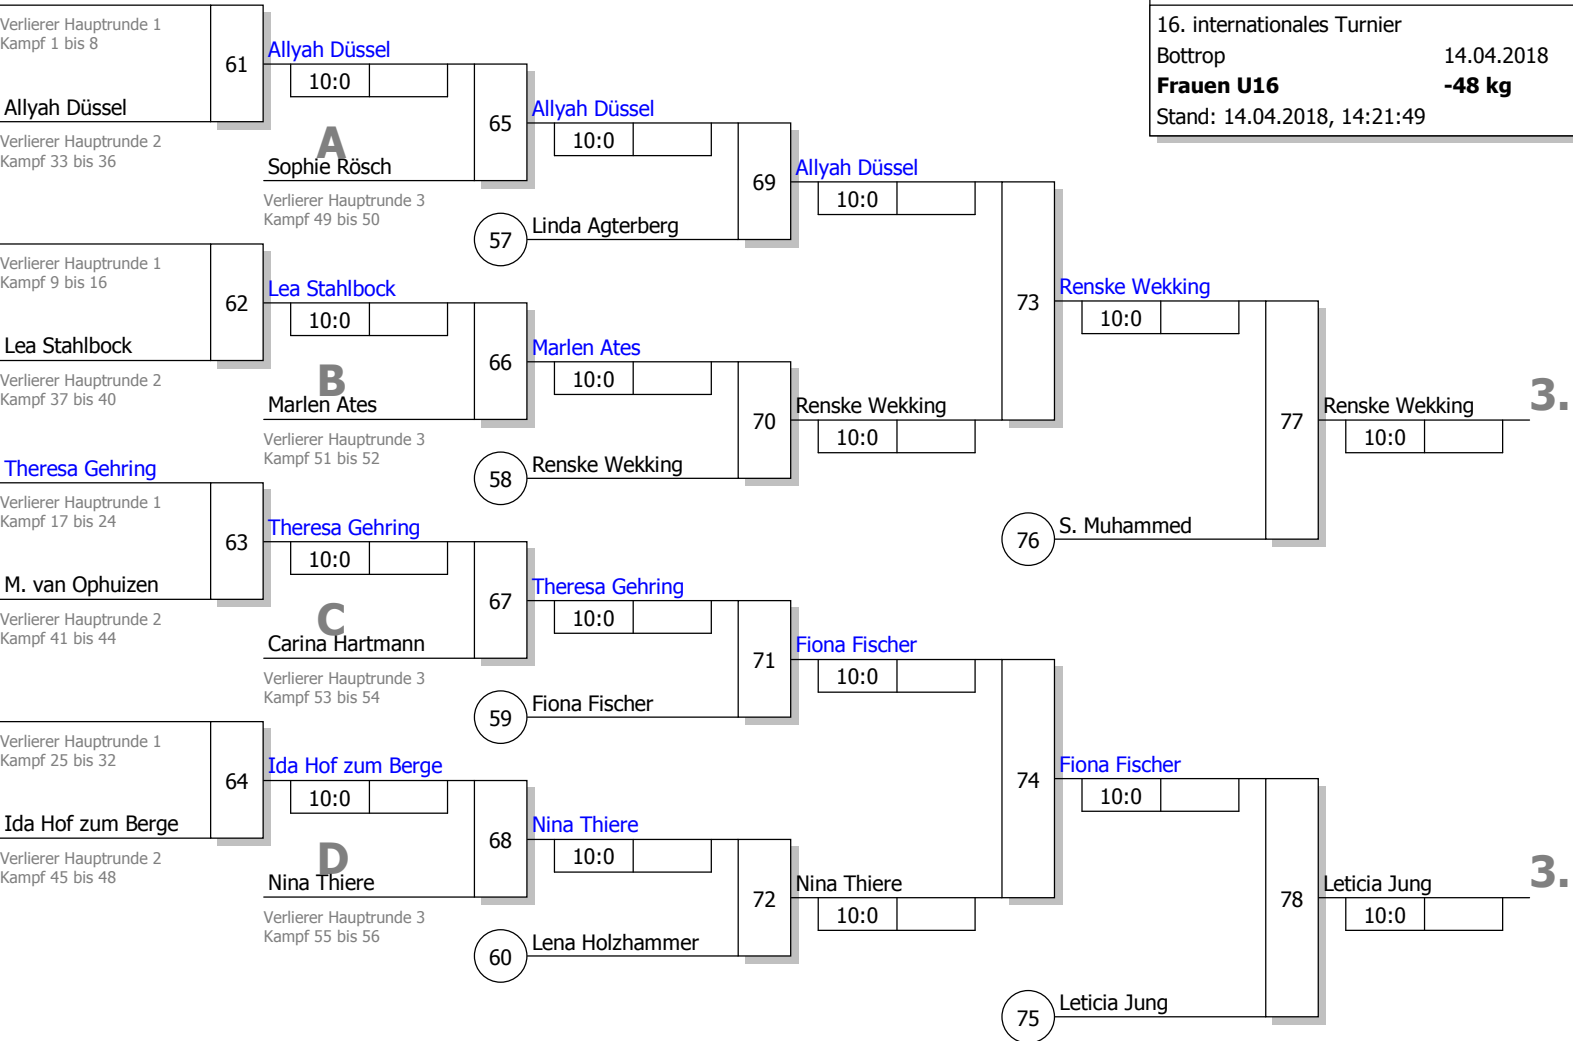 16. internationales Turnier
Bottrop 14.04.2018
Frauen U16 -48 kg
Stand: 14.04.2018, 14:21:49
Verlierer Hauptrunde 1
Kampf 1 bis 8
61
Allyah Düssel
10:0
Allyah Düssel
Verlierer Hauptrunde 2
Kampf 33 bis 36
A
Sophie Rösch
Verlierer Hauptrunde 3
Kampf 49 bis 50
65
Allyah Düssel
10:0
57
Linda Agterberg
69
Allyah Düssel
10:0
Verlierer Hauptrunde 1
Kampf 9 bis 16
62
Lea Stahlbock
10:0
Lea Stahlbock
Verlierer Hauptrunde 2
Kampf 37 bis 40
B
Marlen Ates
Verlierer Hauptrunde 3
Kampf 51 bis 52
66
Marlen Ates
10:0
58
Renske Wekking
70
Renske Wekking
10:0
73
Renske Wekking
10:0
76
S. Muhammed
77
Renske Wekking
10:0
3.
Theresa Gehring
Verlierer Hauptrunde 1
Kampf 17 bis 24
63
Theresa Gehring
10:0
M. van Ophuizen
Verlierer Hauptrunde 2
Kampf 41 bis 44
C
Carina Hartmann
Verlierer Hauptrunde 3
Kampf 53 bis 54
67
Theresa Gehring
10:0
59
Fiona Fischer
71
Fiona Fischer
10:0
Verlierer Hauptrunde 1
Kampf 25 bis 32
64
Ida Hof zum Berge
10:0
Ida Hof zum Berge
Verlierer Hauptrunde 2
Kampf 45 bis 48
D
Nina Thiere
Verlierer Hauptrunde 3
Kampf 55 bis 56
68
Nina Thiere
10:0
60
Lena Holzhammer
72
Nina Thiere
10:0
74
Fiona Fischer
10:0
75
Leticia Jung
78
Leticia Jung
10:0
3.